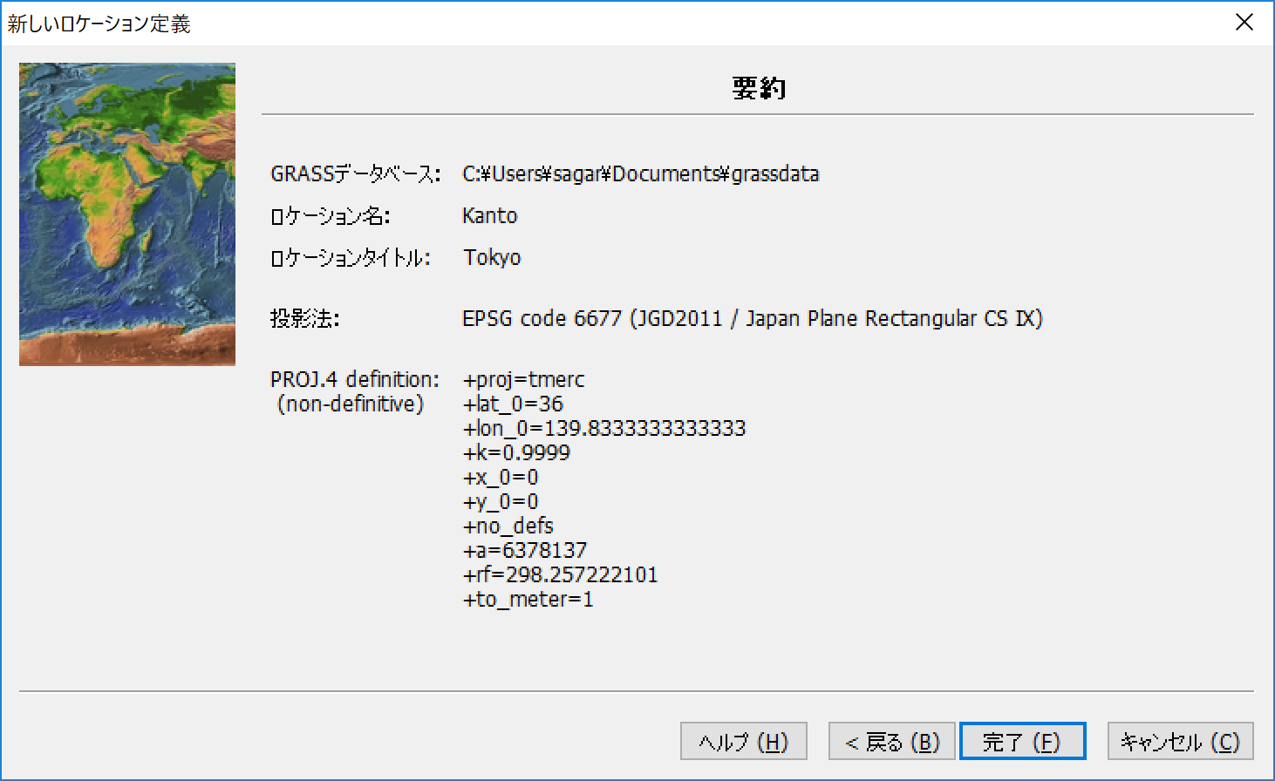 新しいロケーション定義
要約
GRASSデータベース: C:¥Users¥sagar¥Documents¥grassdata
ロケーション名: Kanto
ロケーションタイトル: Tokyo
投影法: EPSG code 6677 (JGD2011 / Japan Plane Rectangular CS IX)
PROJ.4 definition: +proj=tmerc
(non-definitive) +lat_0=36
+lon_0=139.8333333333333
+k=0.9999
+x_0=0
+y_0=0
+no_defs
+a=6378137
+rf=298.257222101
+to_meter=1
ヘルプ (H) < 戻る (B) 完了 (F) キャンセル (C)